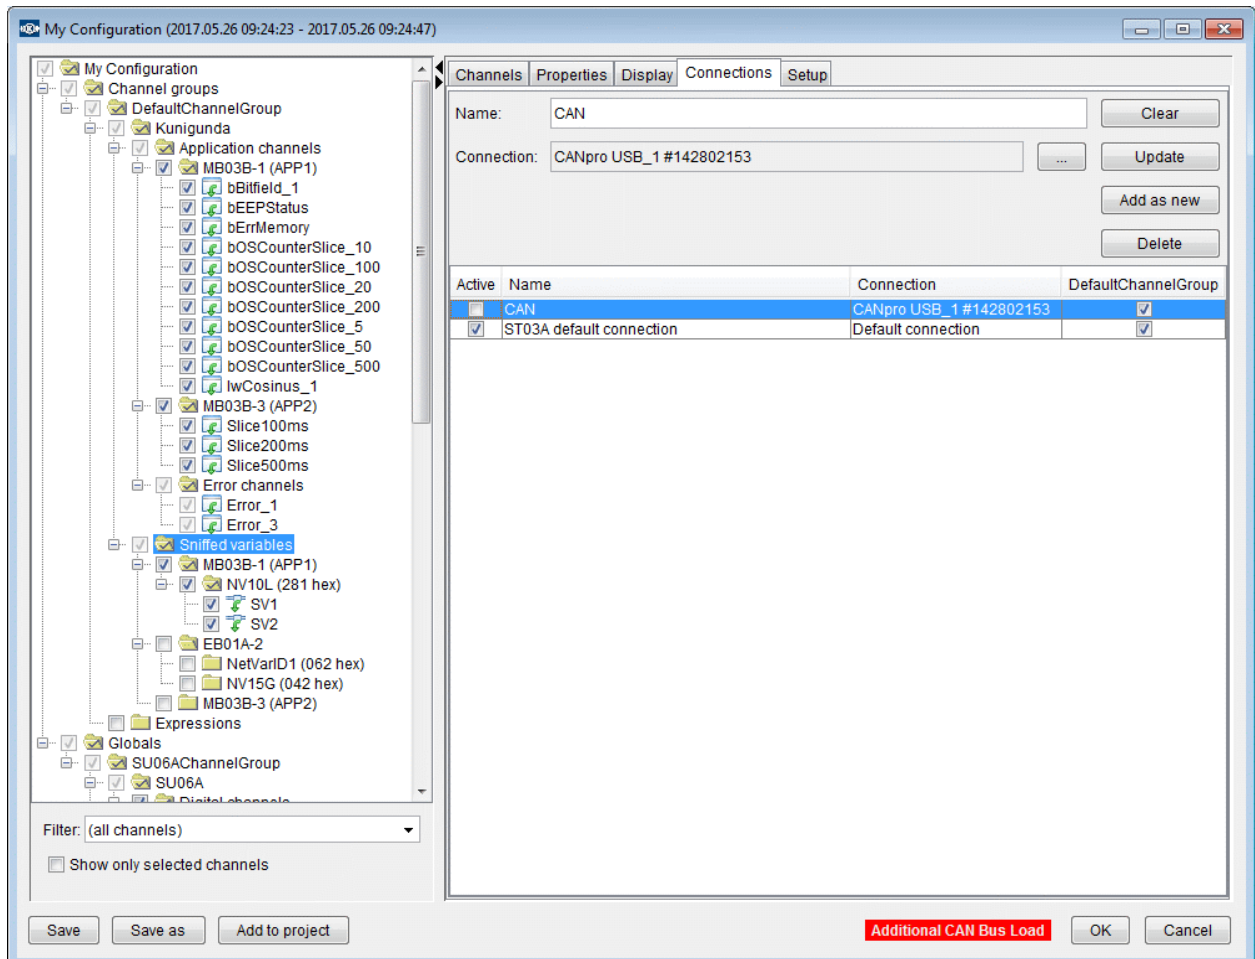 My Configuration (2017.05.26 09:24:23 - 2017.05.26 09:24:47)
My Configuration
Channel groups
DefaultChannelGroup
Kunigunda
Application channels
MB03B-1 (APP1)
bBitfield_1
bEEPStatus
bErrMemory
bOSCounterSlice_10
bOSCounterSlice_100
bOSCounterSlice_20
bOSCounterSlice_200
bOSCounterSlice_5
bOSCounterSlice_50
bOSCounterSlice_500
lwCosinus_1
MB03B-3 (APP2)
Slice100ms
Slice200ms
Slice500ms
Error channels
Error_1
Error_3
Sniffed variables
MB03B-1 (APP1)
NV10L (281 hex)
SV1
SV2
EB01A-2
NetVarID1 (062 hex)
NV15G (042 hex)
MB03B-3 (APP2)
Expressions
Globals
SU06AChannelGroup
SU06A
Digital channels
Filter: (all channels)
Show only selected channels
Channels Properties Display Connections Setup
Name: CAN Clear
Connection: CANpro USB_1 #142802153 ... Update
Add as new
Delete
Active Name Connection DefaultChannelGroup
CAN CANpro USB_1 #142802153
ST03A default connection Default connection
Save Save as Add to project Additional CAN Bus Load OK Cancel